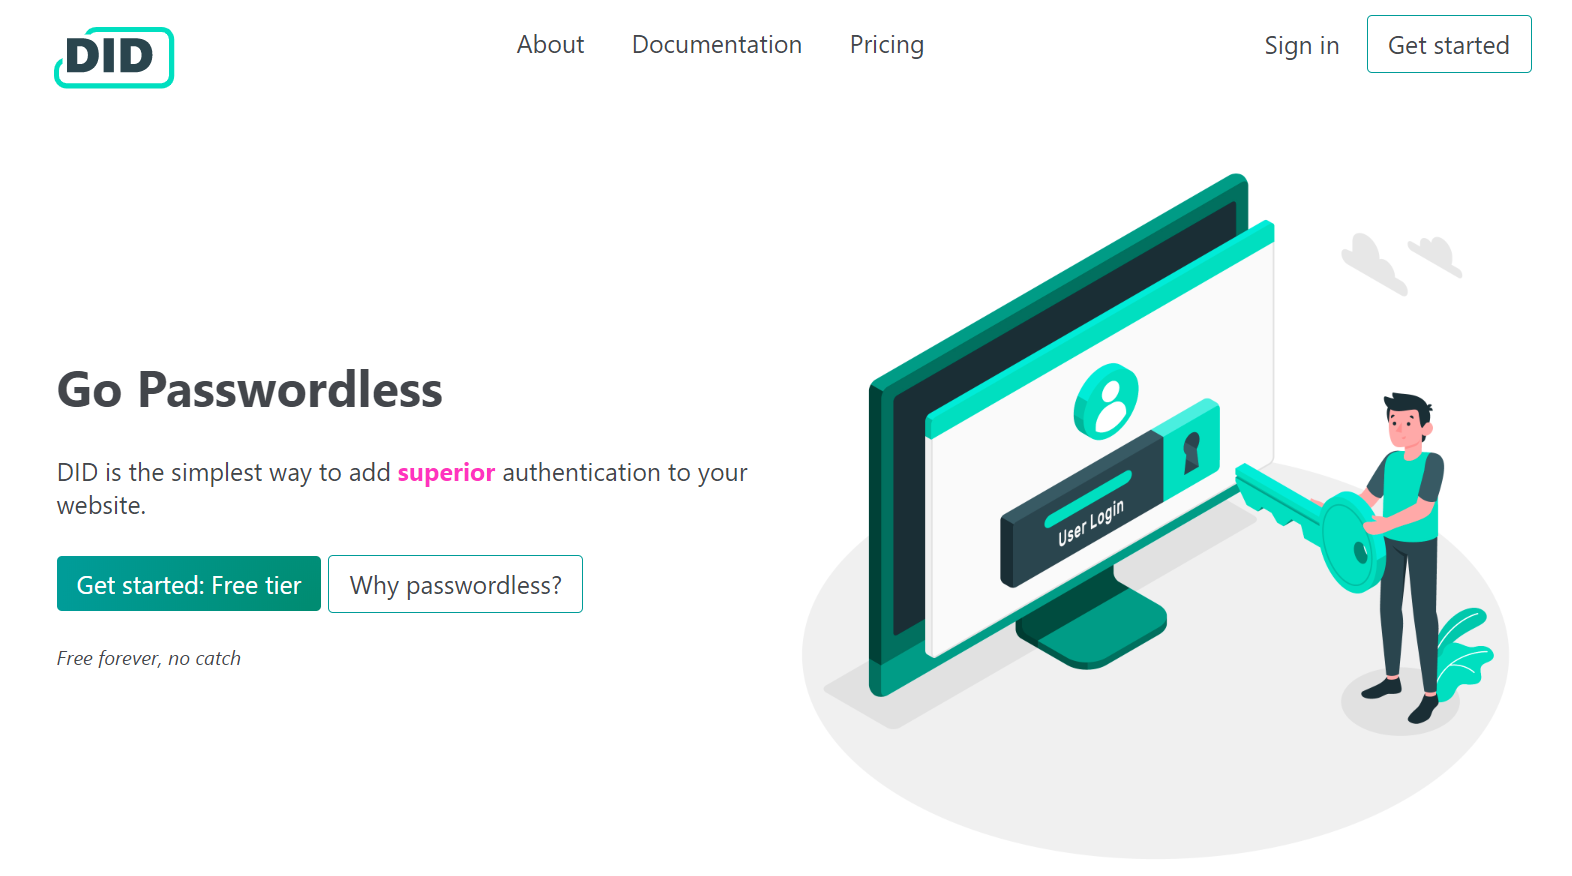 DID
About Documentation Pricing
Sign in Get started
Go Passwordless
DID is the simplest way to add superior authentication to your
website.
Get started: Free tier Why passwordless?
Free forever, no catch
User Login